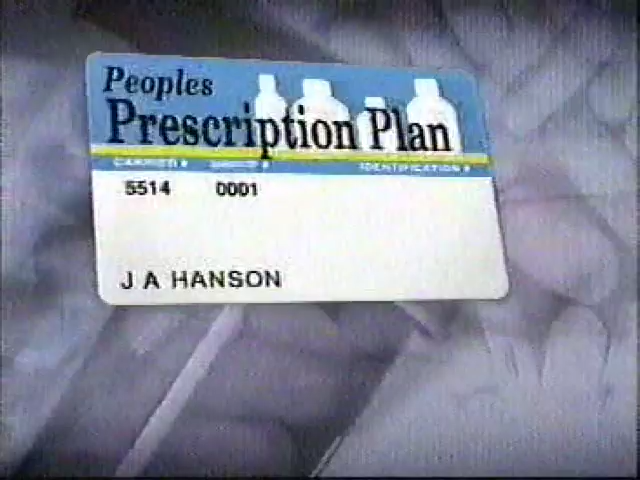 Peoples
Prescription Plan
CARRIER # GROUP # IDENTIFICATION #
5514 0001
J A HANSON